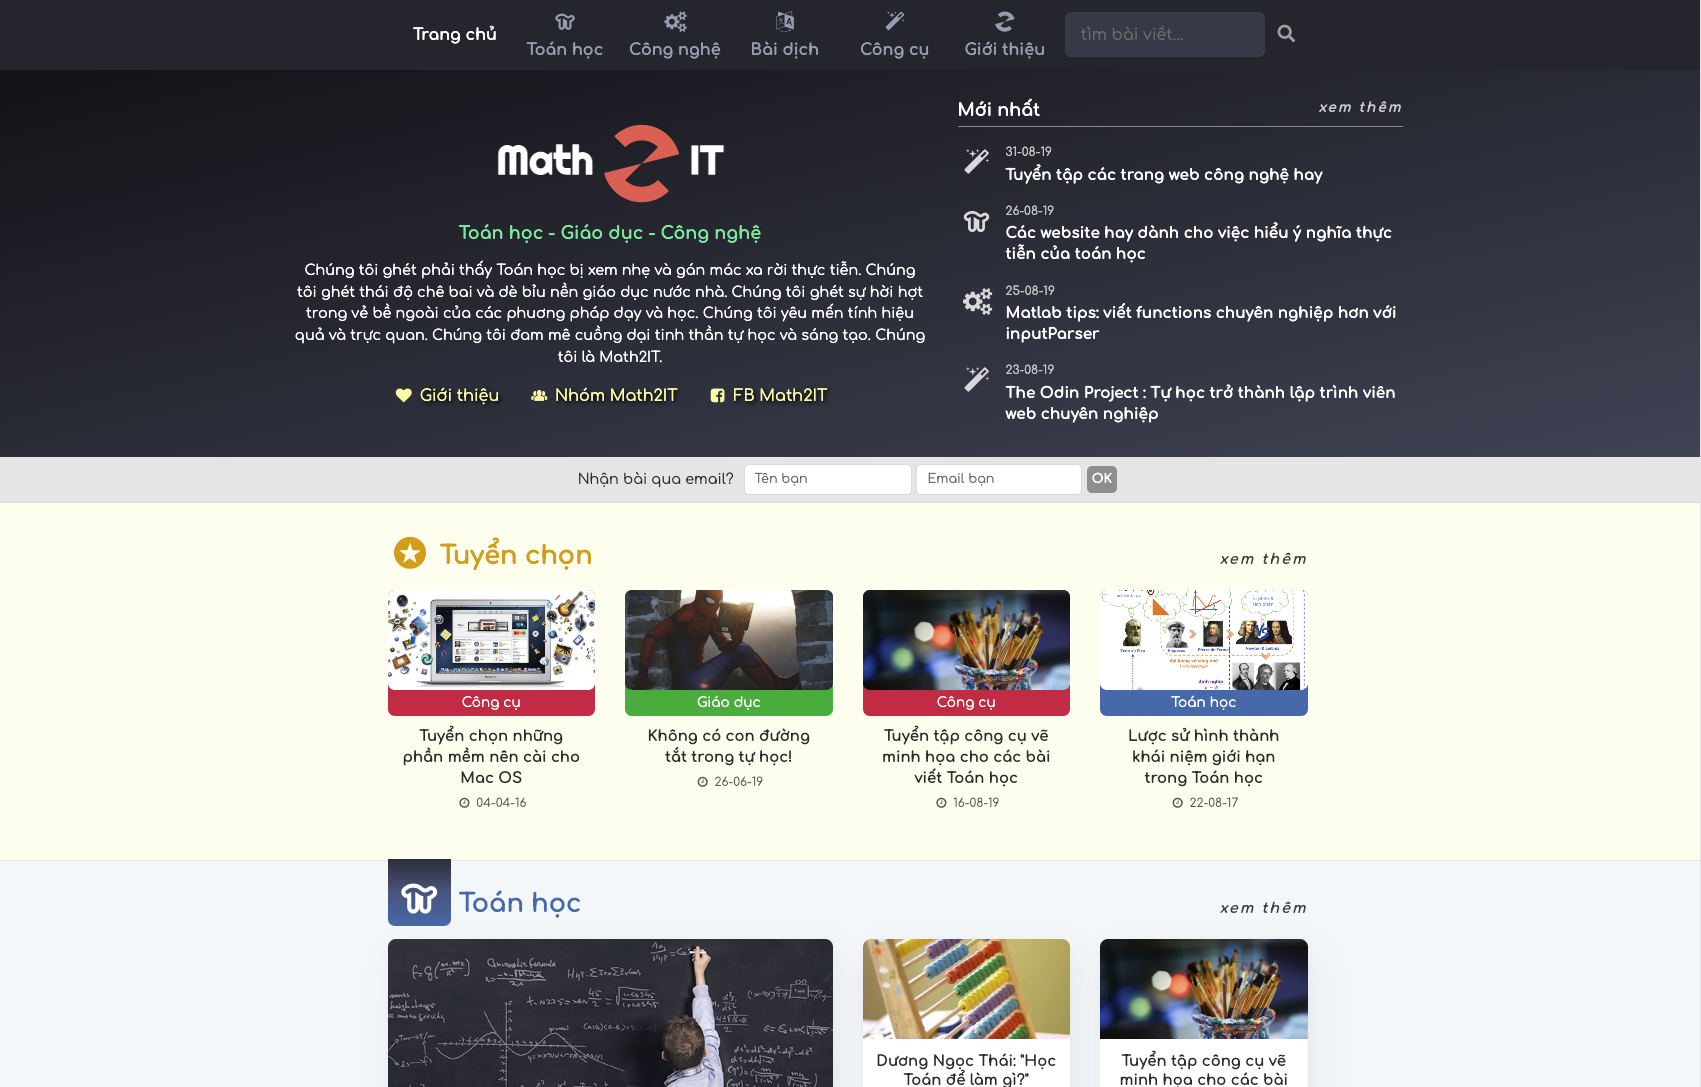 Trang chủ
Toán học
Công nghệ
Bài dịch
Công cụ
Giới thiệu
tìm bài viết...
Math 2 IT
Toán học - Giáo dục - Công nghệ
Chúng tôi ghét phải thấy Toán học bị xem nhẹ và gán mác xa rời thực tiễn. Chúng
tôi ghét thái độ chê bai và dè bỉu nền giáo dục nước nhà. Chúng tôi ghét sự hời hợt
trong vẻ bề ngoài của các phương pháp dạy và học. Chúng tôi yêu mến tính hiệu
quả và trực quan. Chúng tôi đam mê cuồng dại tinh thần tự học và sáng tạo. Chúng
tôi là Math2IT.
Giới thiệu
Nhóm Math2IT
FB Math2IT
Mới nhất
xem thêm
31-08-19
Tuyển tập các trang web công nghệ hay
26-08-19
Các website hay dành cho việc hiểu ý nghĩa thực
tiễn của toán học
25-08-19
Matlab tips: viết functions chuyên nghiệp hơn với
inputParser
23-08-19
The Odin Project : Tự học trở thành lập trình viên
web chuyên nghiệp
Nhận bài qua email?
Tên bạn
Email bạn
OK
Tuyển chọn
xem thêm
Công cụ
Tuyển chọn những
phần mềm nên cài cho
Mac OS
04-04-16
Giáo dục
Không có con đường
tắt trong tự học!
26-06-19
Công cụ
Tuyển tập công cụ vẽ
minh họa cho các bài
viết Toán học
16-08-19
Toán học
Lược sử hình thành
khái niệm giới hạn
trong Toán học
22-08-17
Toán học
xem thêm
Dương Ngọc Thái: "Học
Toán để làm gì?"
Tuyển tập công cụ vẽ
minh họa cho các bài